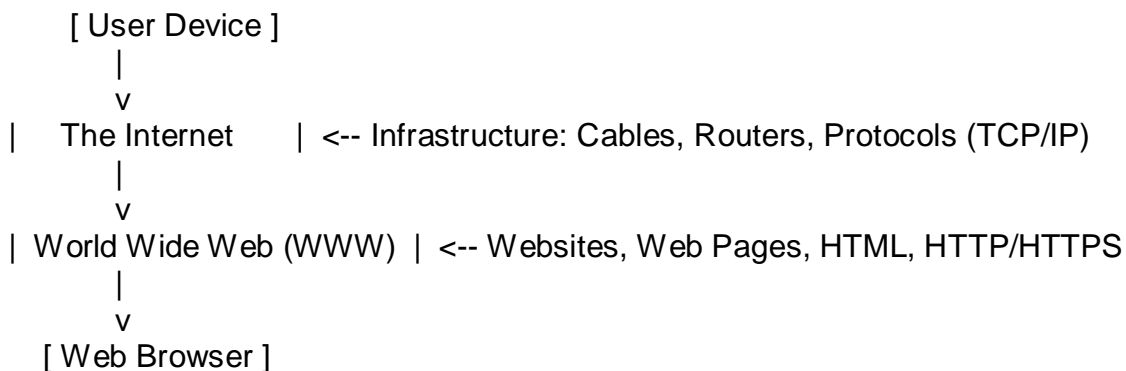 [ User Device ]
|
v
| The Internet | <-- Infrastructure: Cables, Routers, Protocols (TCP/IP)
|
v
| World Wide Web (WWW) | <-- Websites, Web Pages, HTML, HTTP/HTTPS
|
v
[ Web Browser ]